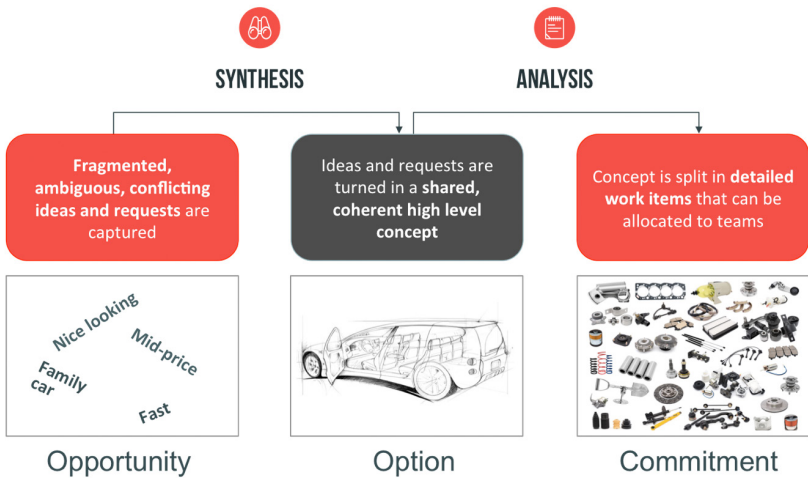 SYNTHESIS
ANALYSIS
Fragmented,
ambiguous, conflicting
ideas and requests are
captured
Ideas and requests are
turned in a shared,
coherent high level
concept
Concept is split in detailed
work items that can be
allocated to teams
Nice looking
Mid-price
Family
car
Fast
Opportunity
Option
Commitment